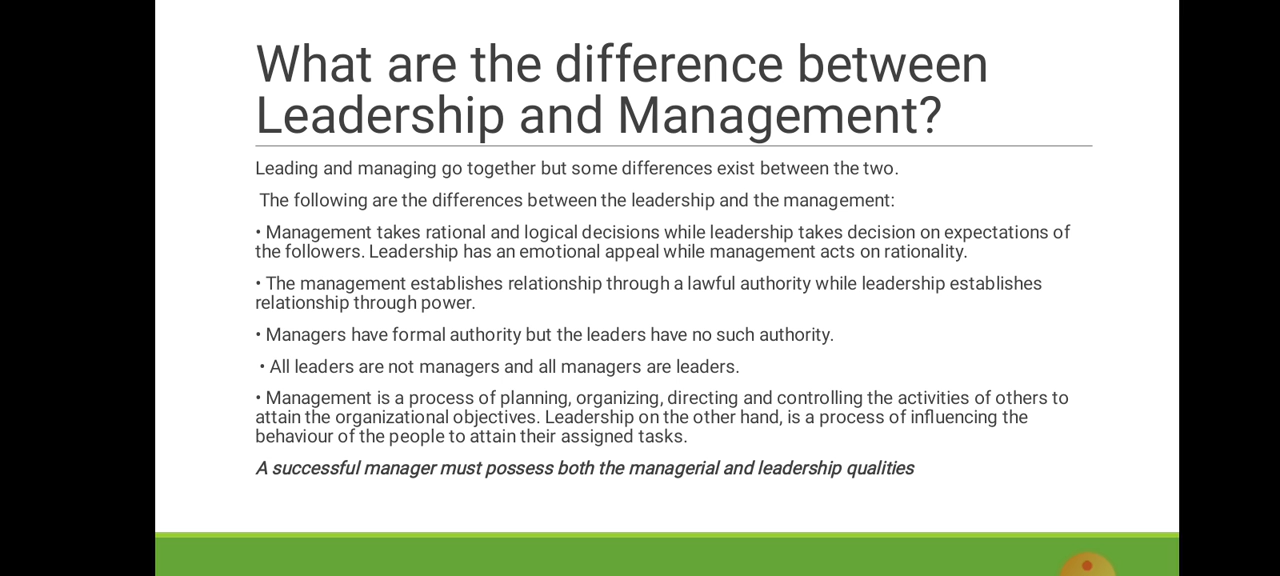 What are the difference between
Leadership and Management?
Leading and managing go together but some differences exist between the two.
The following are the differences between the leadership and the management:
• Management takes rational and logical decisions while leadership takes decision on expectations of
the followers. Leadership has an emotional appeal while management acts on rationality.
• The management establishes relationship through a lawful authority while leadership establishes
relationship through power.
• Managers have formal authority but the leaders have no such authority.
• All leaders are not managers and all managers are leaders.
• Management is a process of planning, organizing, directing and controlling the activities of others to
attain the organizational objectives. Leadership on the other hand, is a process of influencing the
behaviour of the people to attain their assigned tasks.
A successful manager must possess both the managerial and leadership qualities